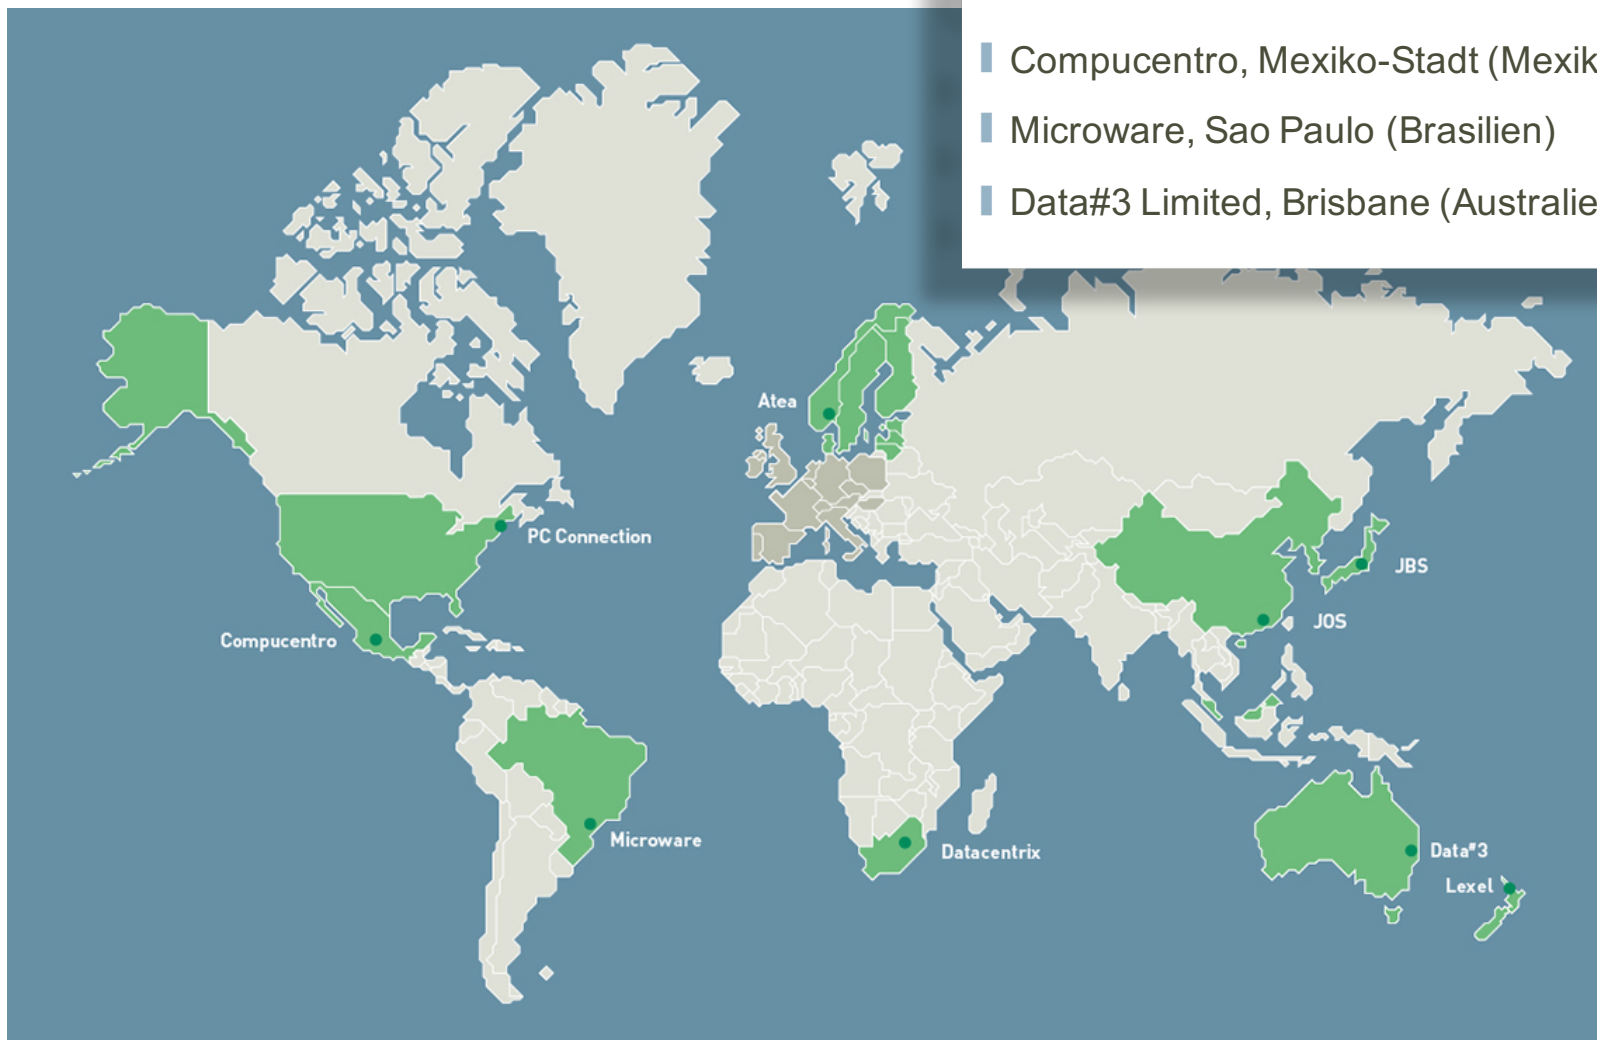 Compucentro, Mexiko-Stadt (Mexik
Microware, Sao Paulo (Brasilien)
Data#3 Limited, Brisbane (Australie
Atea
PC Connection
JBS
JOS
Compucentro
Microware
Datacentrix
Data#3
Lexel